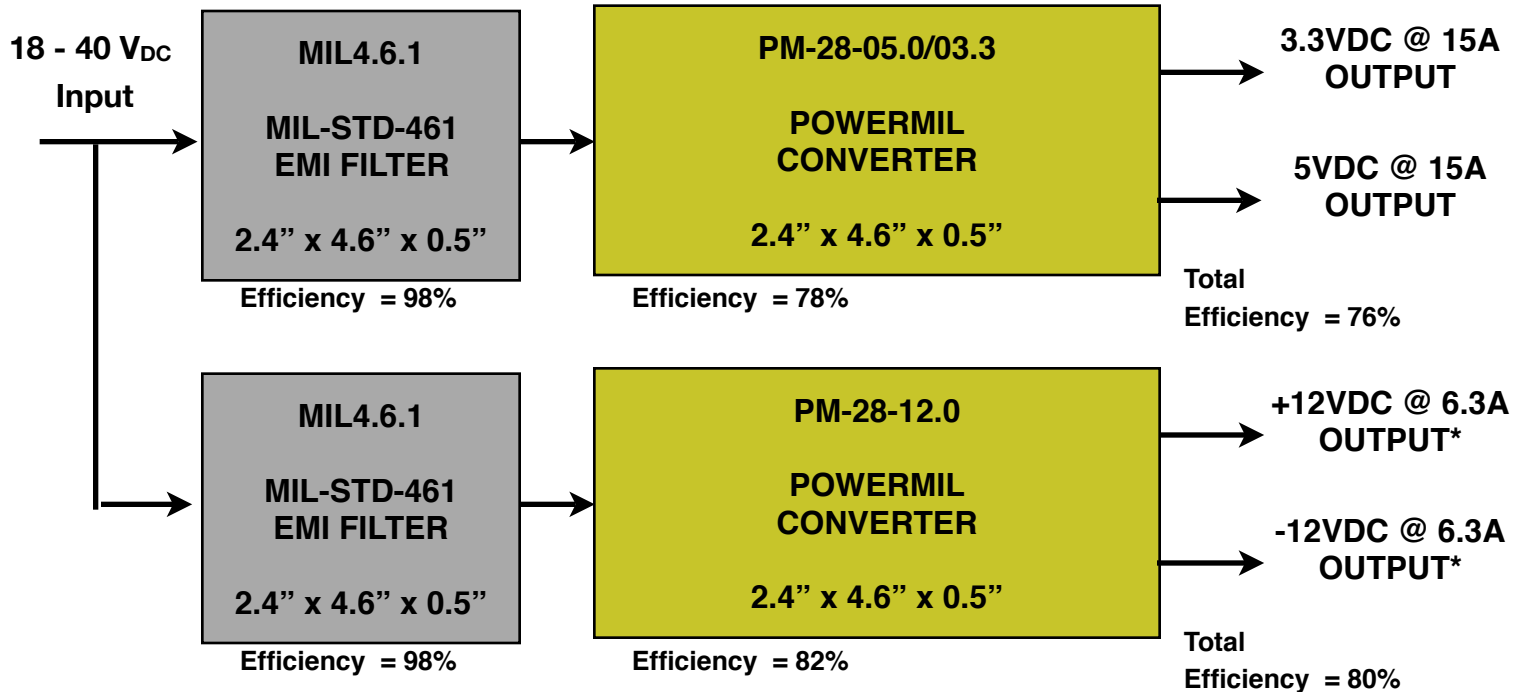 18 - 40 VDC
Input
MIL4.6.1
MIL-STD-461
EMI FILTER
2.4” x 4.6” x 0.5”
Efficiency = 98%
PM-28-05.0/03.3
POWERMIL
CONVERTER
2.4” x 4.6” x 0.5”
Efficiency = 78%
3.3VDC @ 15A
OUTPUT
5VDC @ 15A
OUTPUT
Total
Efficiency = 76%
MIL4.6.1
MIL-STD-461
EMI FILTER
2.4” x 4.6” x 0.5”
Efficiency = 98%
PM-28-12.0
POWERMIL
CONVERTER
2.4” x 4.6” x 0.5”
Efficiency = 82%
+12VDC @ 6.3A
OUTPUT*
-12VDC @ 6.3A
OUTPUT*
Total
Efficiency = 80%